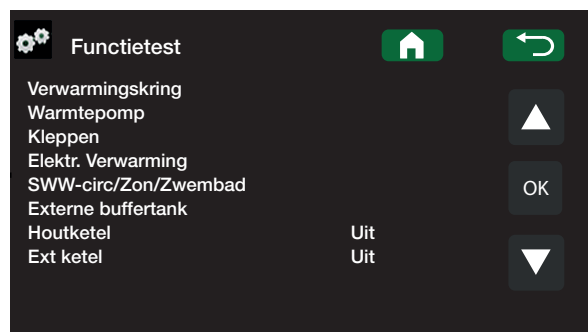 Functietest
Verwarmingskring
Warmtepomp
Kleppen
Elektr. Verwarming
SWW-circ/Zon/Zwembad
OK
Externe buffertank
Houtketel Uit
Ext ketel Uit